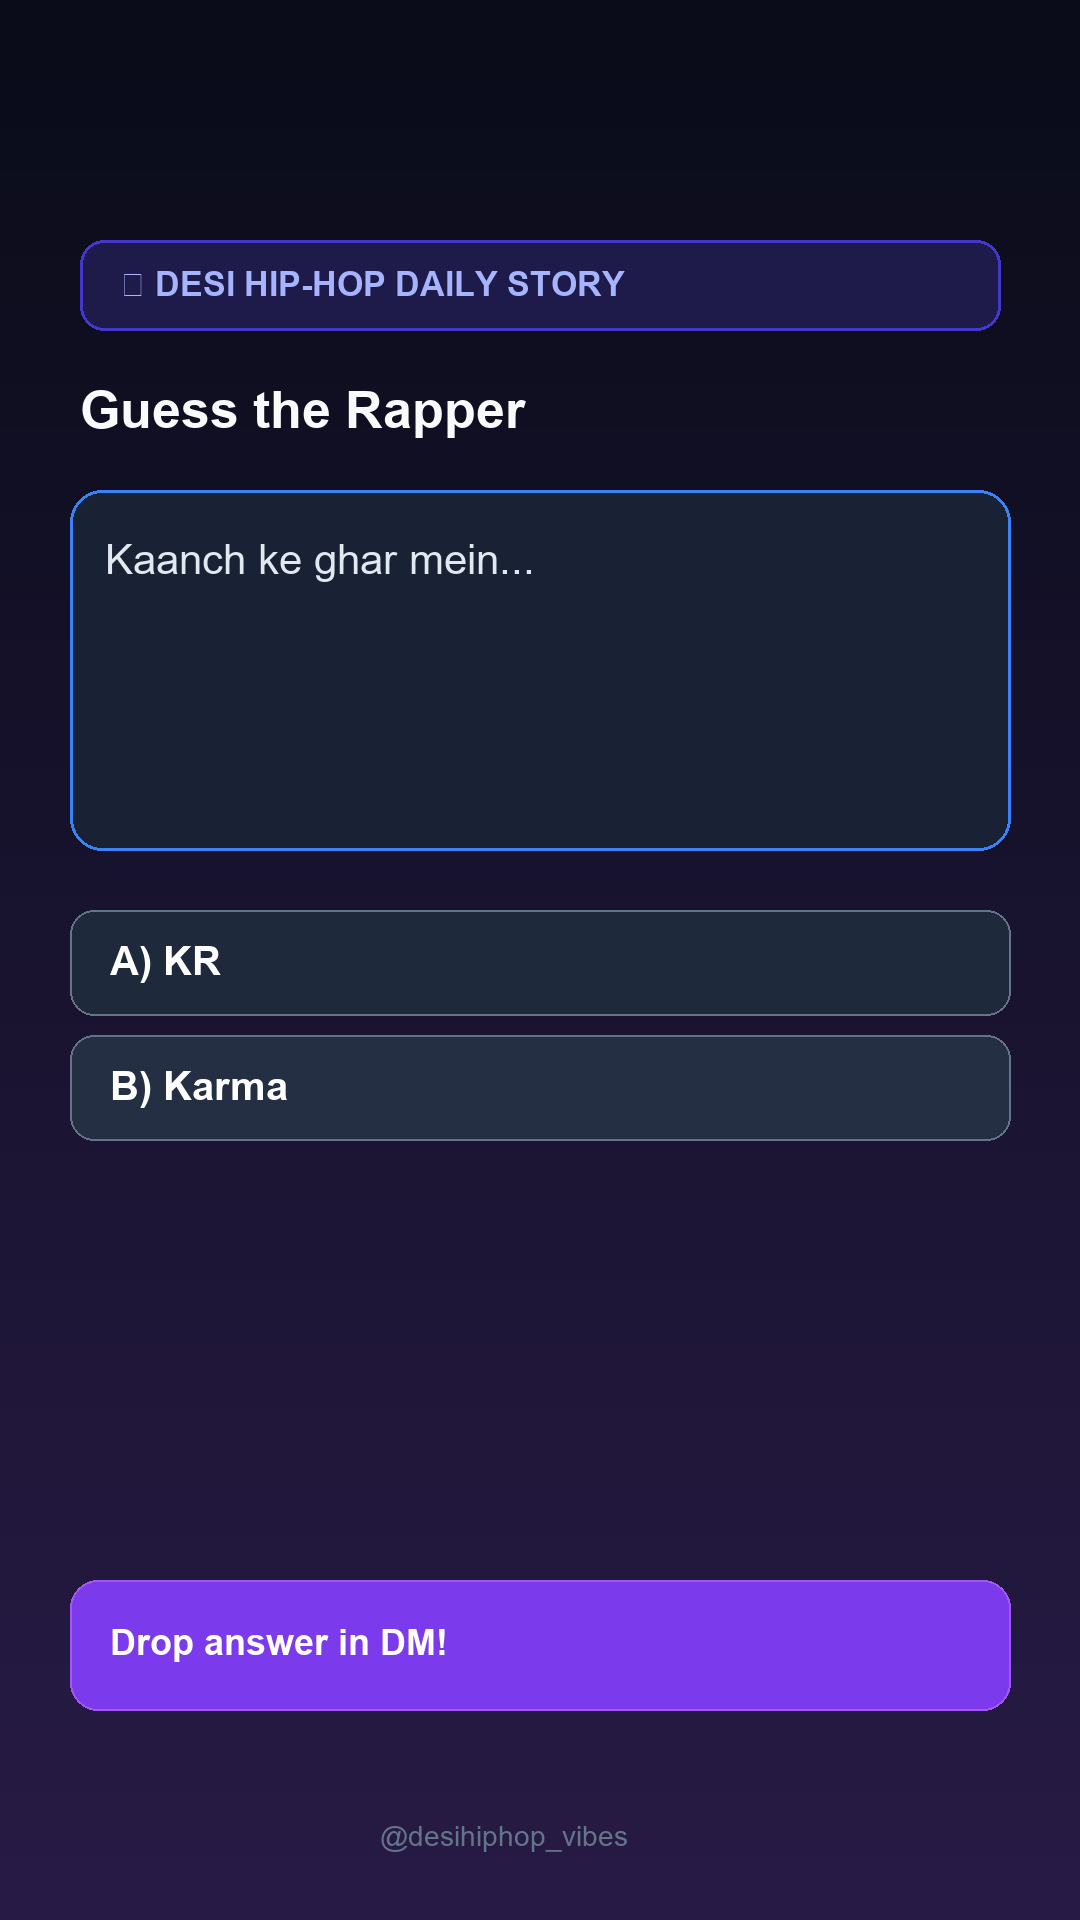 DESI HIP-HOP DAILY STORY
Guess the Rapper
Kaanch ke ghar mein...
A) KR
B) Karma
Drop answer in DM!
@desihiphop_vibes